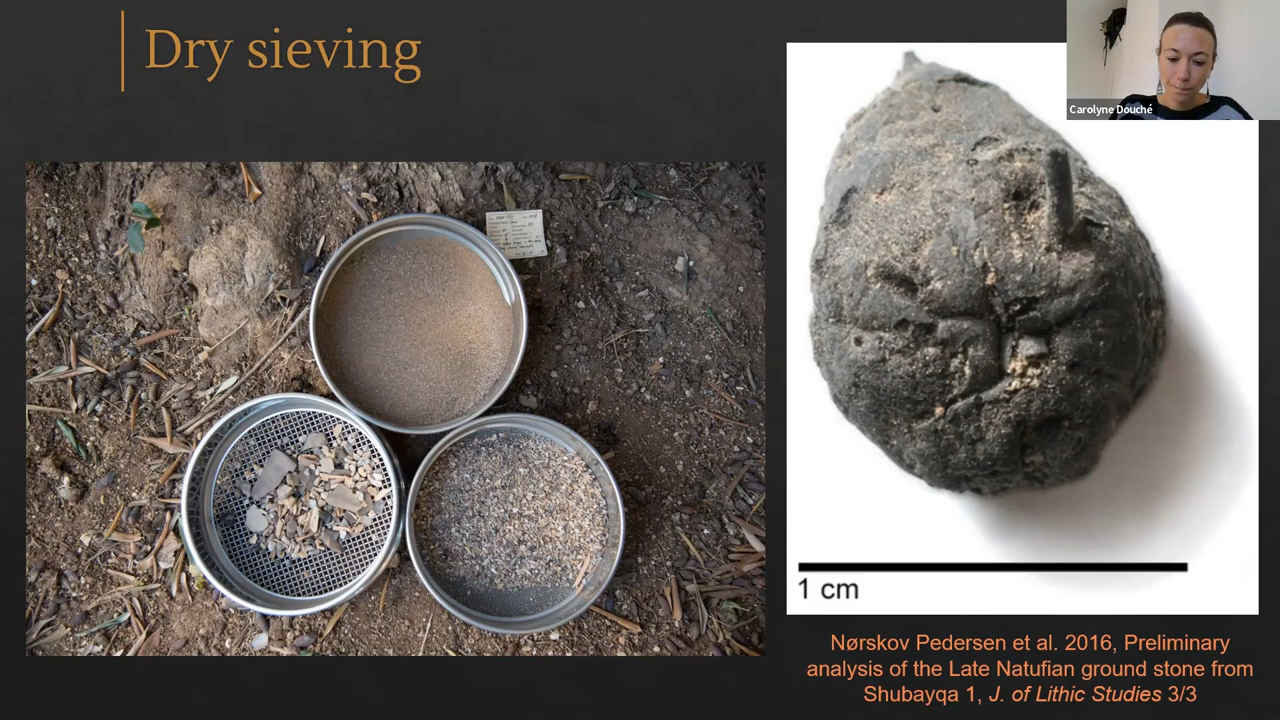 Dry sieving
Carolyne Douché
1 cm
Nørskov Pedersen et al. 2016, Preliminary
analysis of the Late Natufian ground stone from
Shubayqa 1, J. of Lithic Studies 3/3